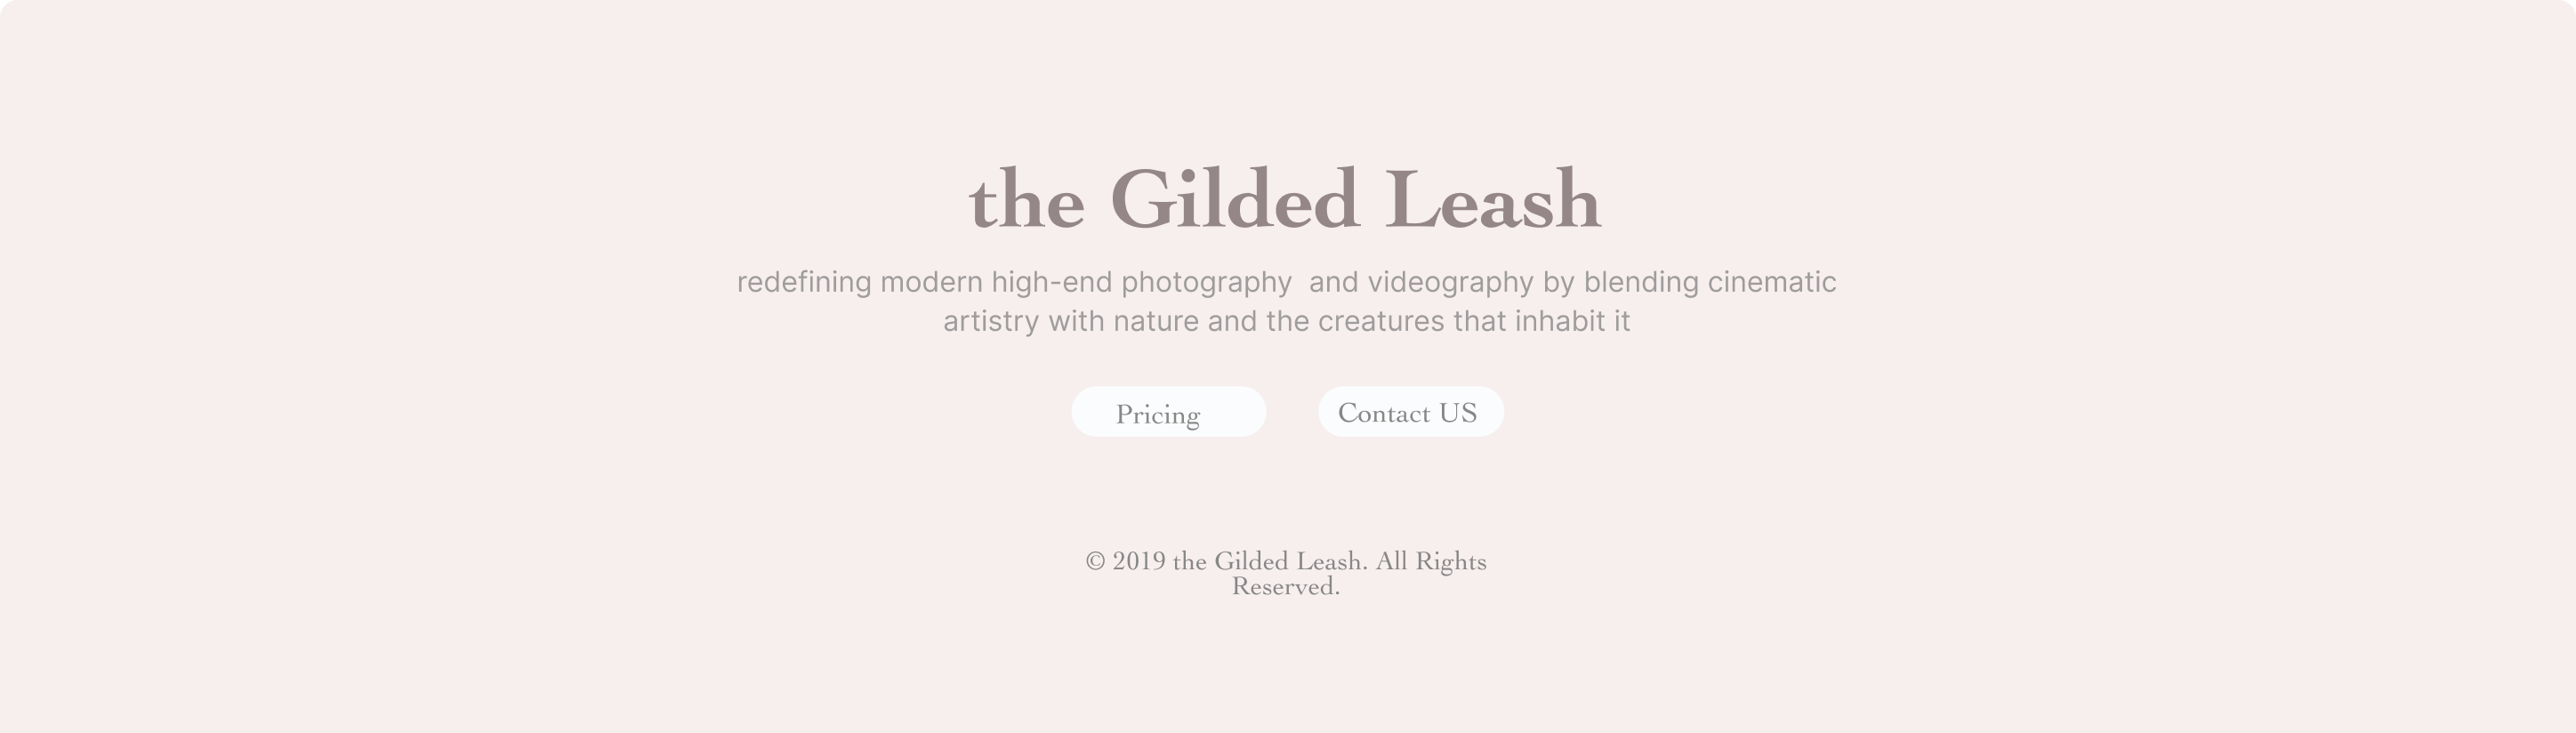 the Gilded Leash
redefining modern high-end photography  and videography by blending cinematic
artistry with nature and the creatures that inhabit it
Pricing
Contact US
© 2019 the Gilded Leash. All Rights
Reserved.